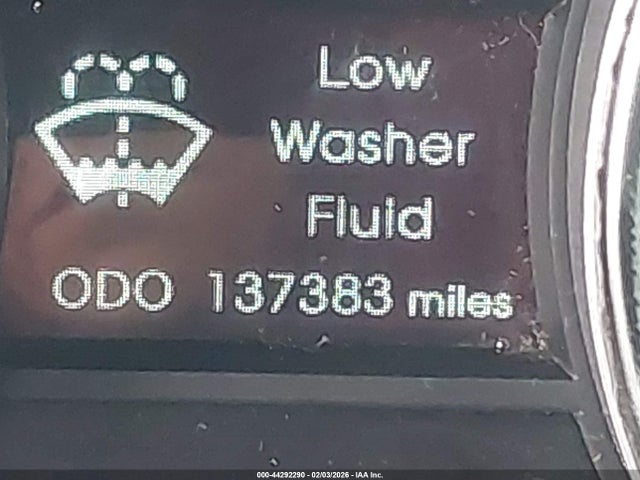 Low
Washer
Fluid
ODO 137383 miles
000-44292290 - 02/03/2026 - IAA Inc.